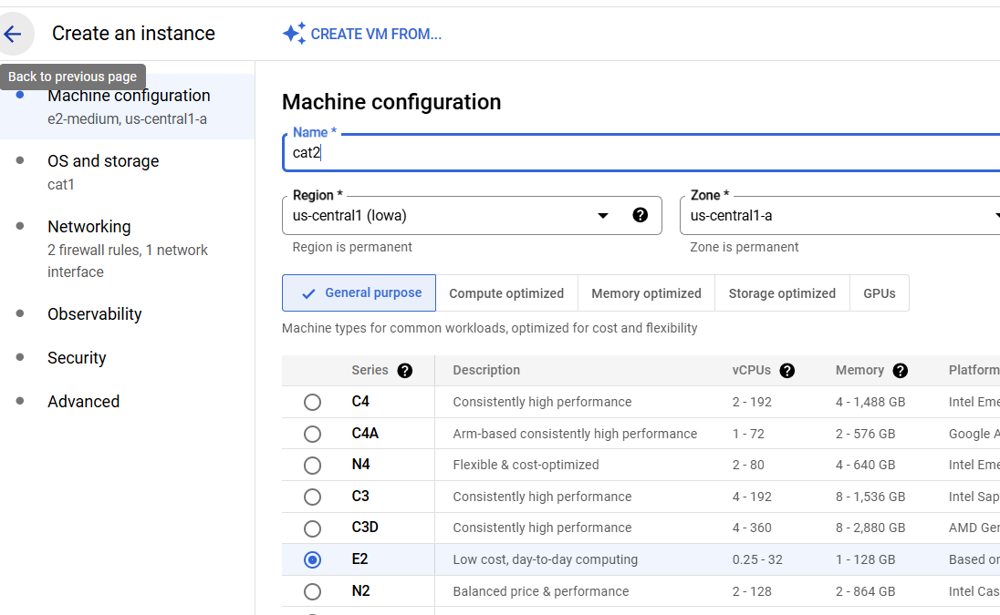 Create an instance
CREATE VM FROM...
Back to previous page
Machine configuration
e2-medium, us-central1-a
OS and storage
cat1
Networking
2 firewall rules, 1 network
interface
Observability
Security
Advanced
Machine configuration
Name *
cat2
Region *
us-central1 (Iowa)
Region is permanent
Zone *
us-central1-a
Zone is permanent
General purpose Compute optimized Memory optimized Storage optimized GPUs
Machine types for common workloads, optimized for cost and flexibility
Series ? Description vCPUs ? Memory ? Platform
C4 Consistently high performance 2 - 192 4 - 1,488 GB Intel Eme
C4A Arm-based consistently high performance 1 - 72 2 - 576 GB Google A
N4 Flexible & cost-optimized 2 - 80 4 - 640 GB Intel Eme
C3 Consistently high performance 4 - 192 8 - 1,536 GB Intel Sap
C3D Consistently high performance 4 - 360 8 - 2,880 GB AMD Gen
E2 Low cost, day-to-day computing 0.25 - 32 1 - 128 GB Based on
N2 Balanced price & performance 2 - 128 2 - 864 GB Intel Cas